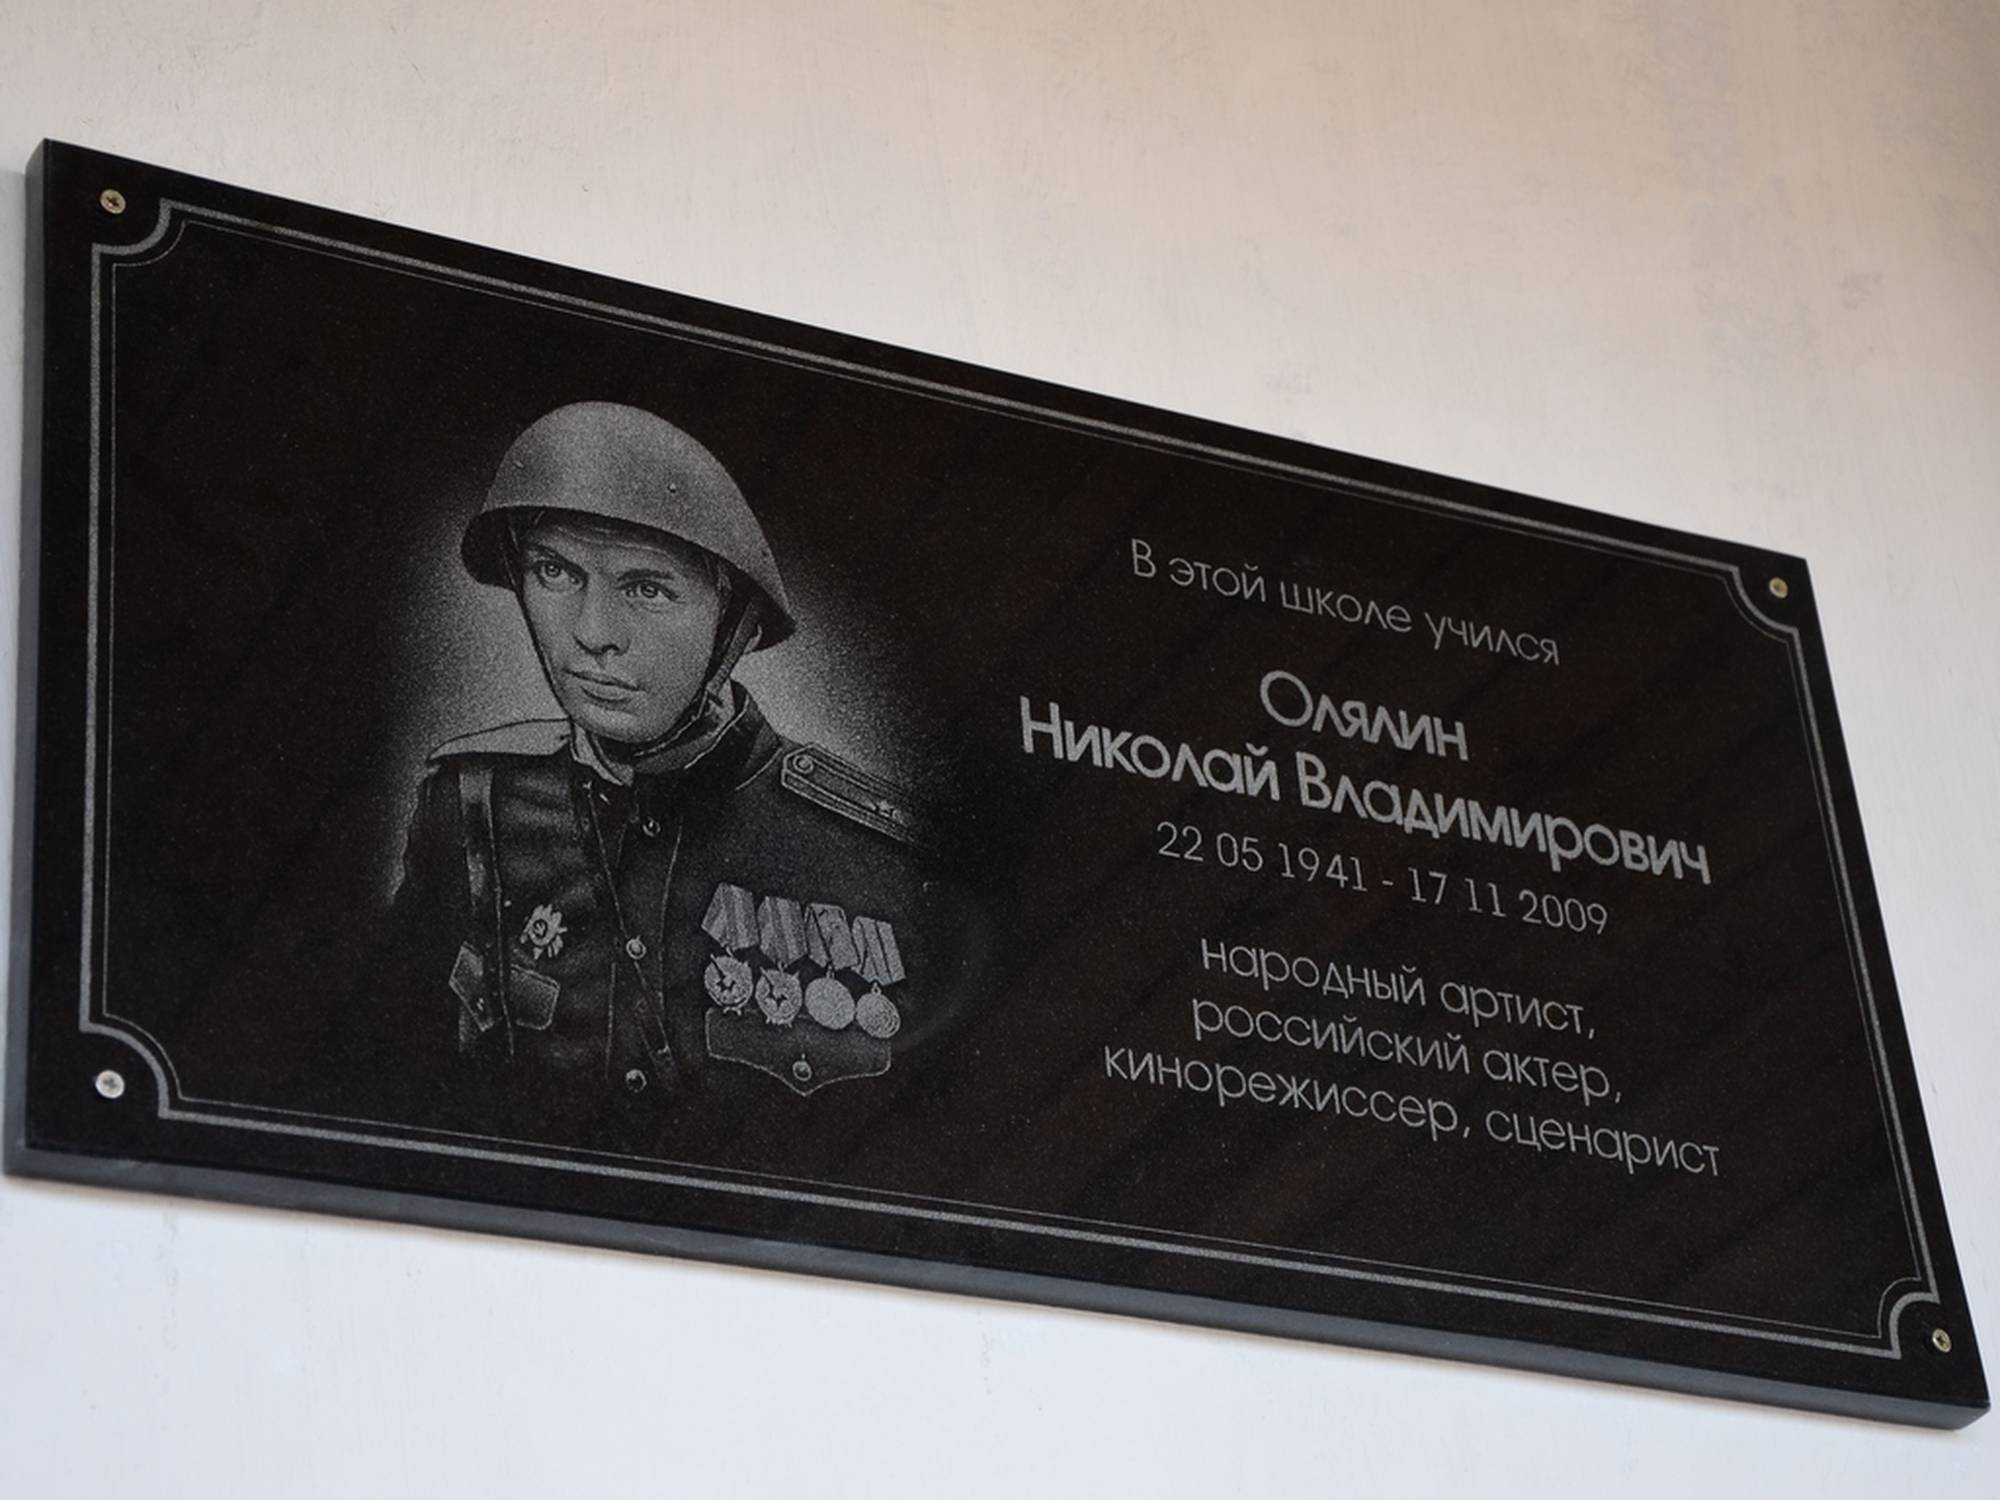 В этой школе учился
Олялин
Николай Владимирович
22 05 1941 - 17 11 2009
народный артист,
российский актер,
кинорежиссер, сценарист